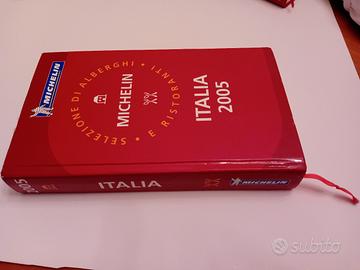 MICHELIN
SELEZIONE DI ALBERGHI • E RISTORANTI •
MICHELIN
ITALIA
2005
2005
ITALIA
MICHELIN
subito